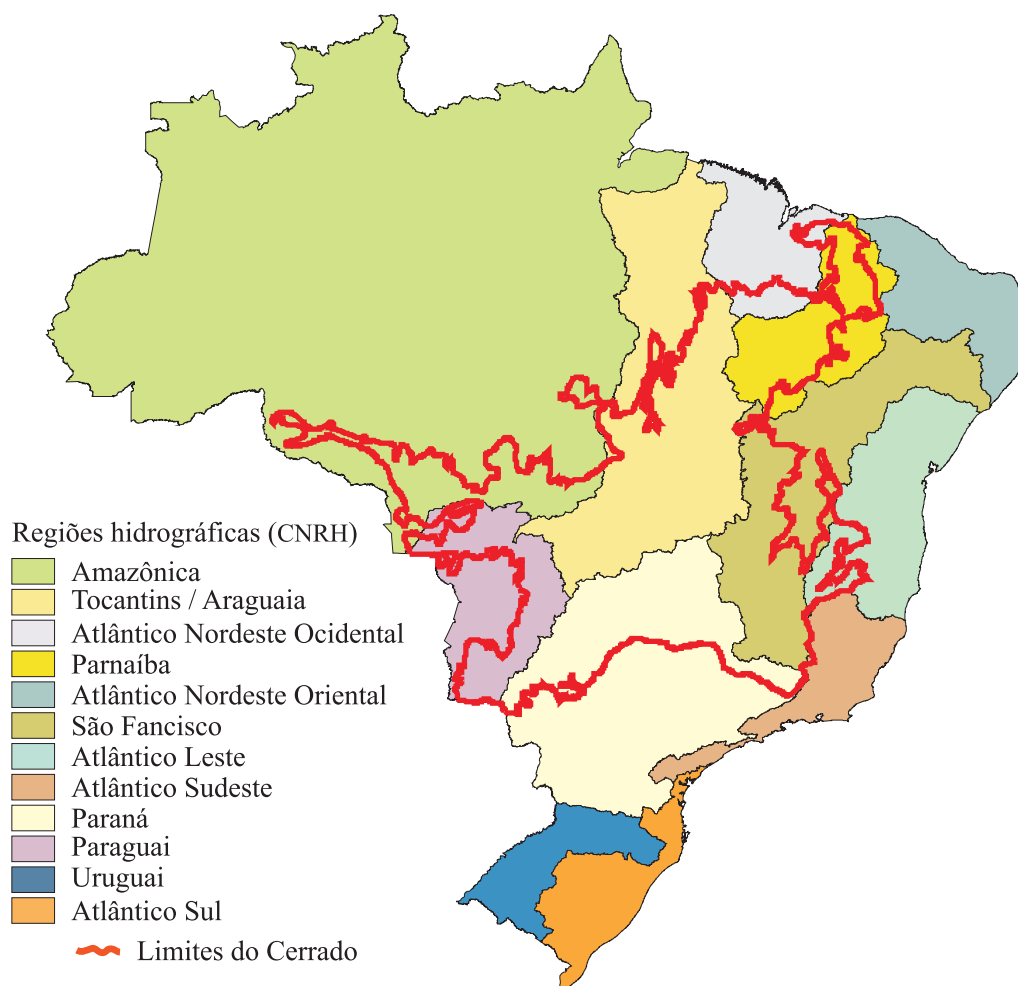 Regiões hidrográficas (CNRH)
Amazônica
Tocantins / Araguaia
Atlântico Nordeste Ocidental
Parnaíba
Atlântico Nordeste Oriental
São Fancisco
Atlântico Leste
Atlântico Sudeste
Paraná
Paraguai
Uruguai
Atlântico Sul
Limites do Cerrado